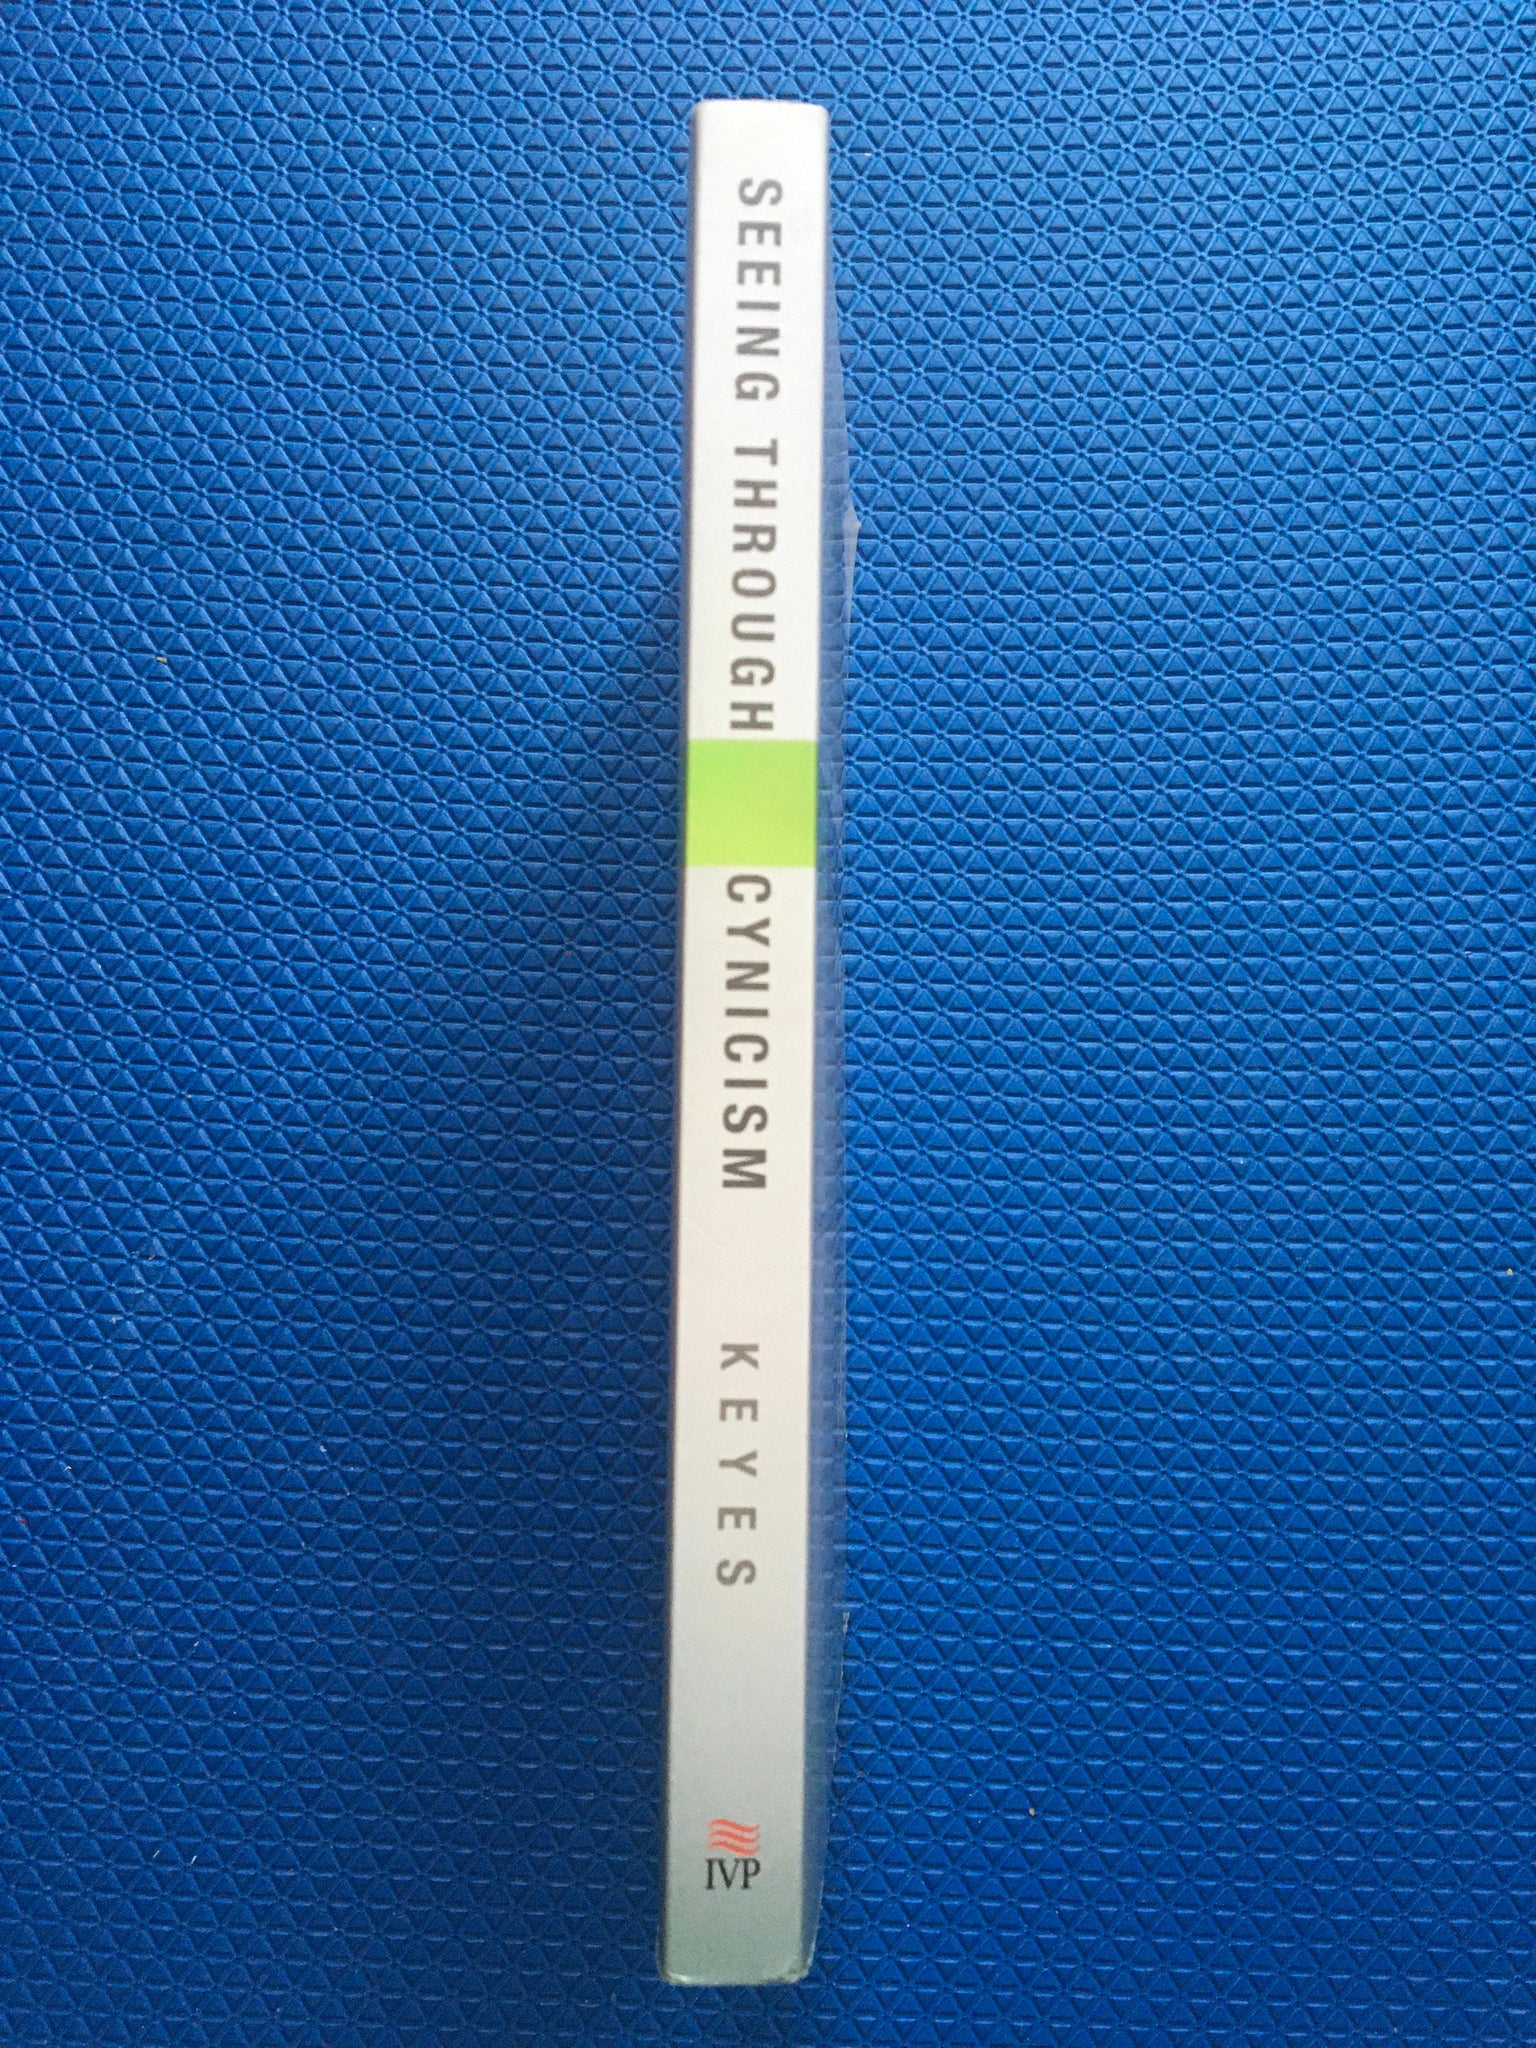 SEEING THROUGH CYNICISM
KEYES
IVP